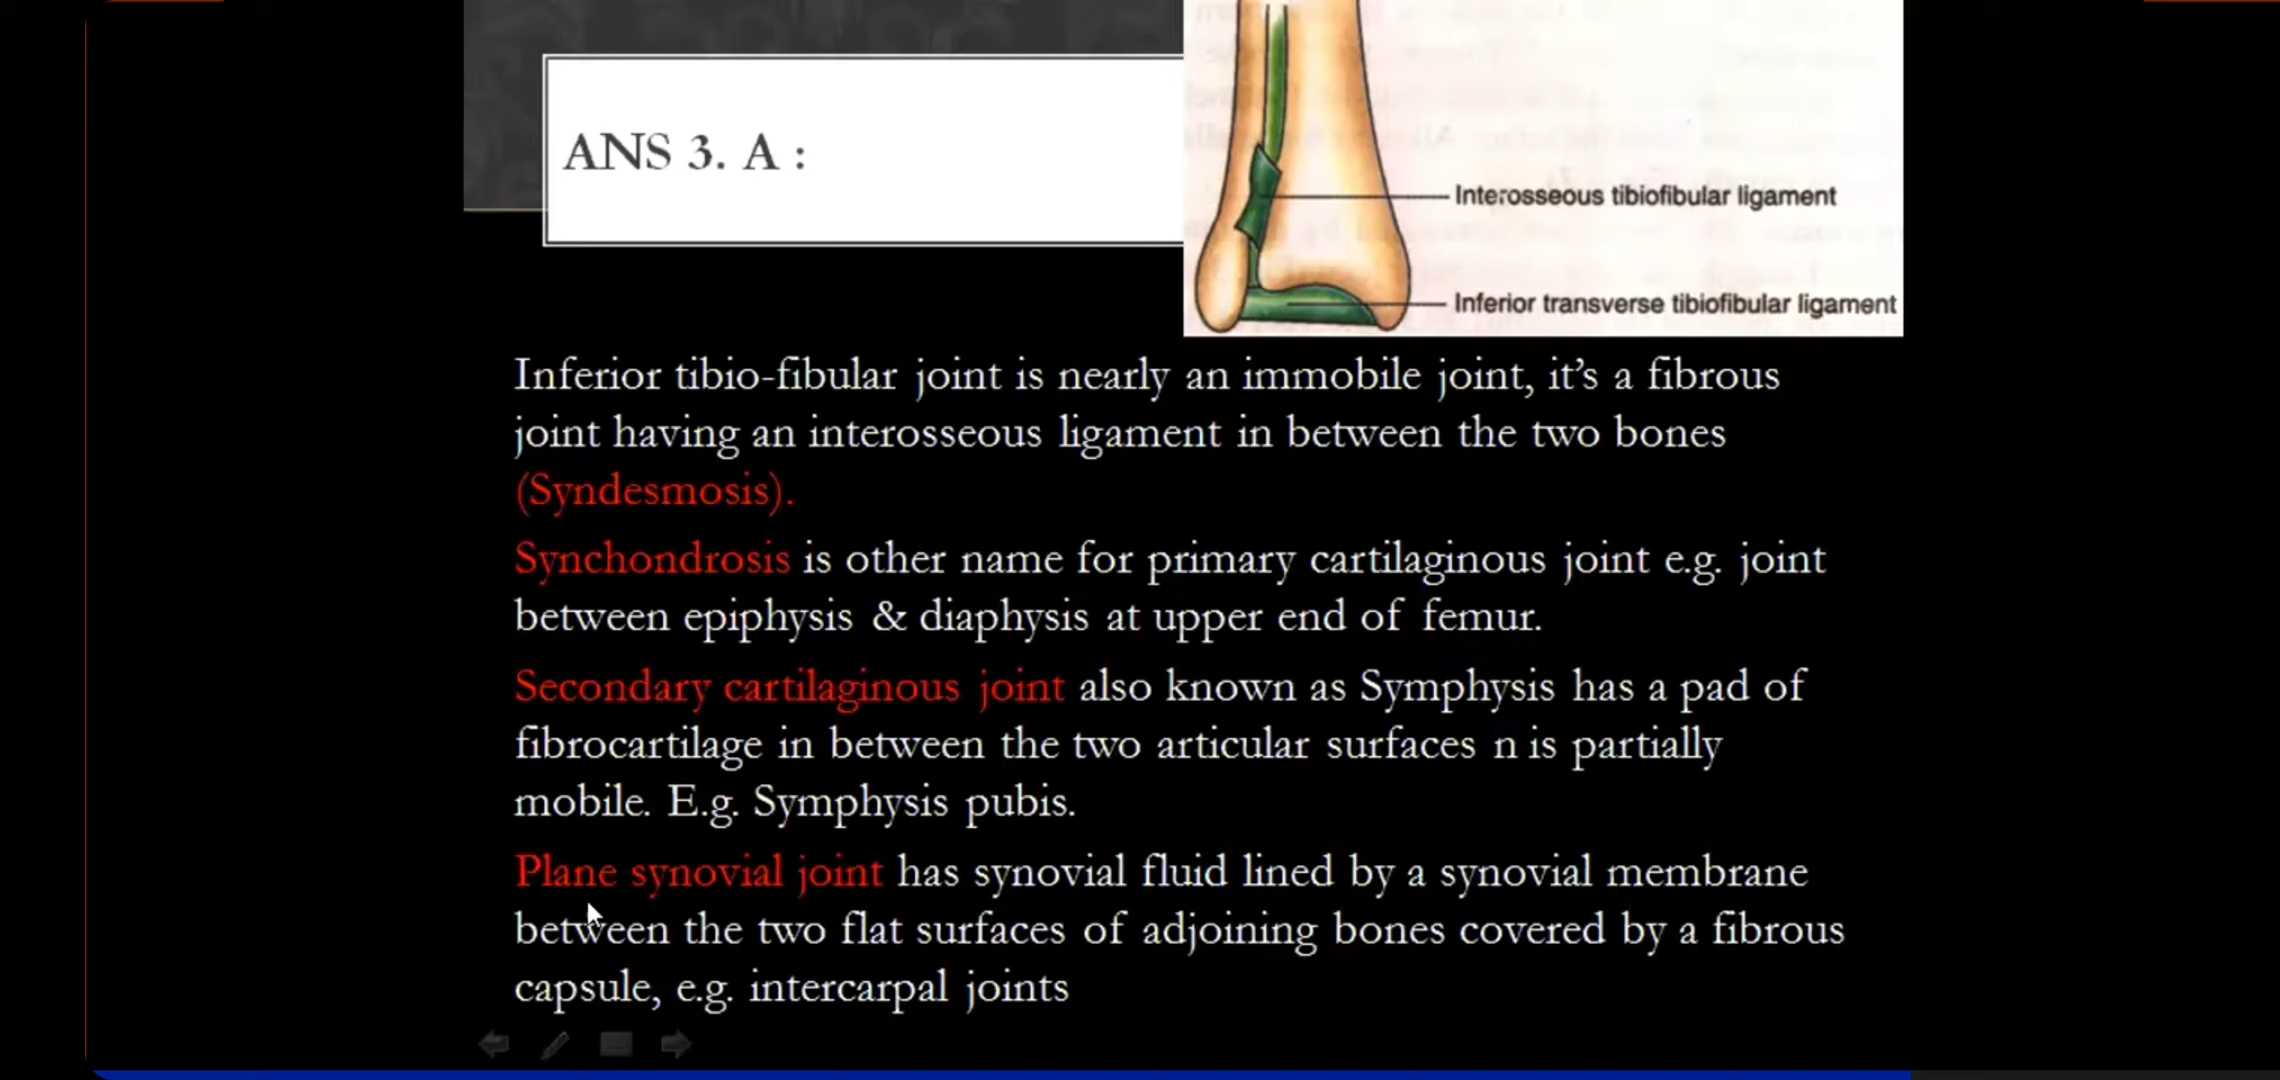 ANS 3. A :
Interosseous tibiofibular ligament
Inferior transverse tibiofibular ligament
Inferior tibio-fibular joint is nearly an immobile joint, it’s a fibrous
joint having an interosseous ligament in between the two bones
(Syndesmosis).
Synchondrosis is other name for primary cartilaginous joint e.g. joint
between epiphysis & diaphysis at upper end of femur.
Secondary cartilaginous joint also known as Symphysis has a pad of
fibrocartilage in between the two articular surfaces n is partially
mobile. E.g. Symphysis pubis.
Plane synovial joint has synovial fluid lined by a synovial membrane
between the two flat surfaces of adjoining bones covered by a fibrous
capsule, e.g. intercarpal joints